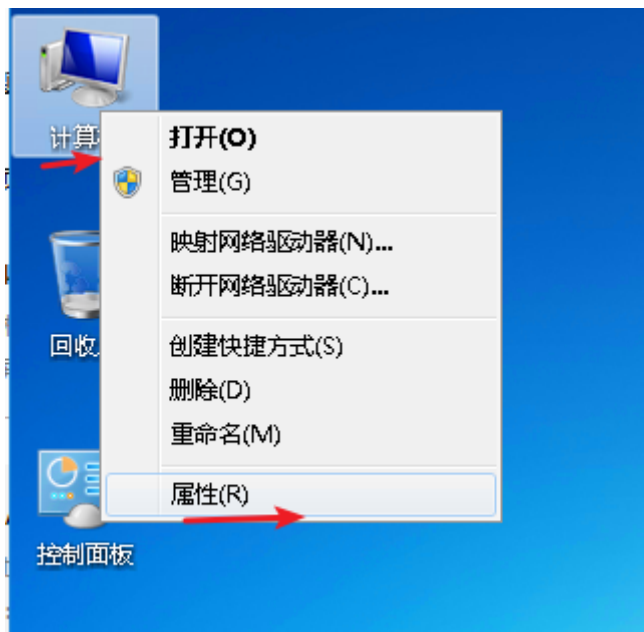 计算
打开(O)
管理(G)
映射网络驱动器(N)...
断开网络驱动器(C)...
回收
创建快捷方式(S)
删除(D)
重命名(M)
属性(R)
控制面板